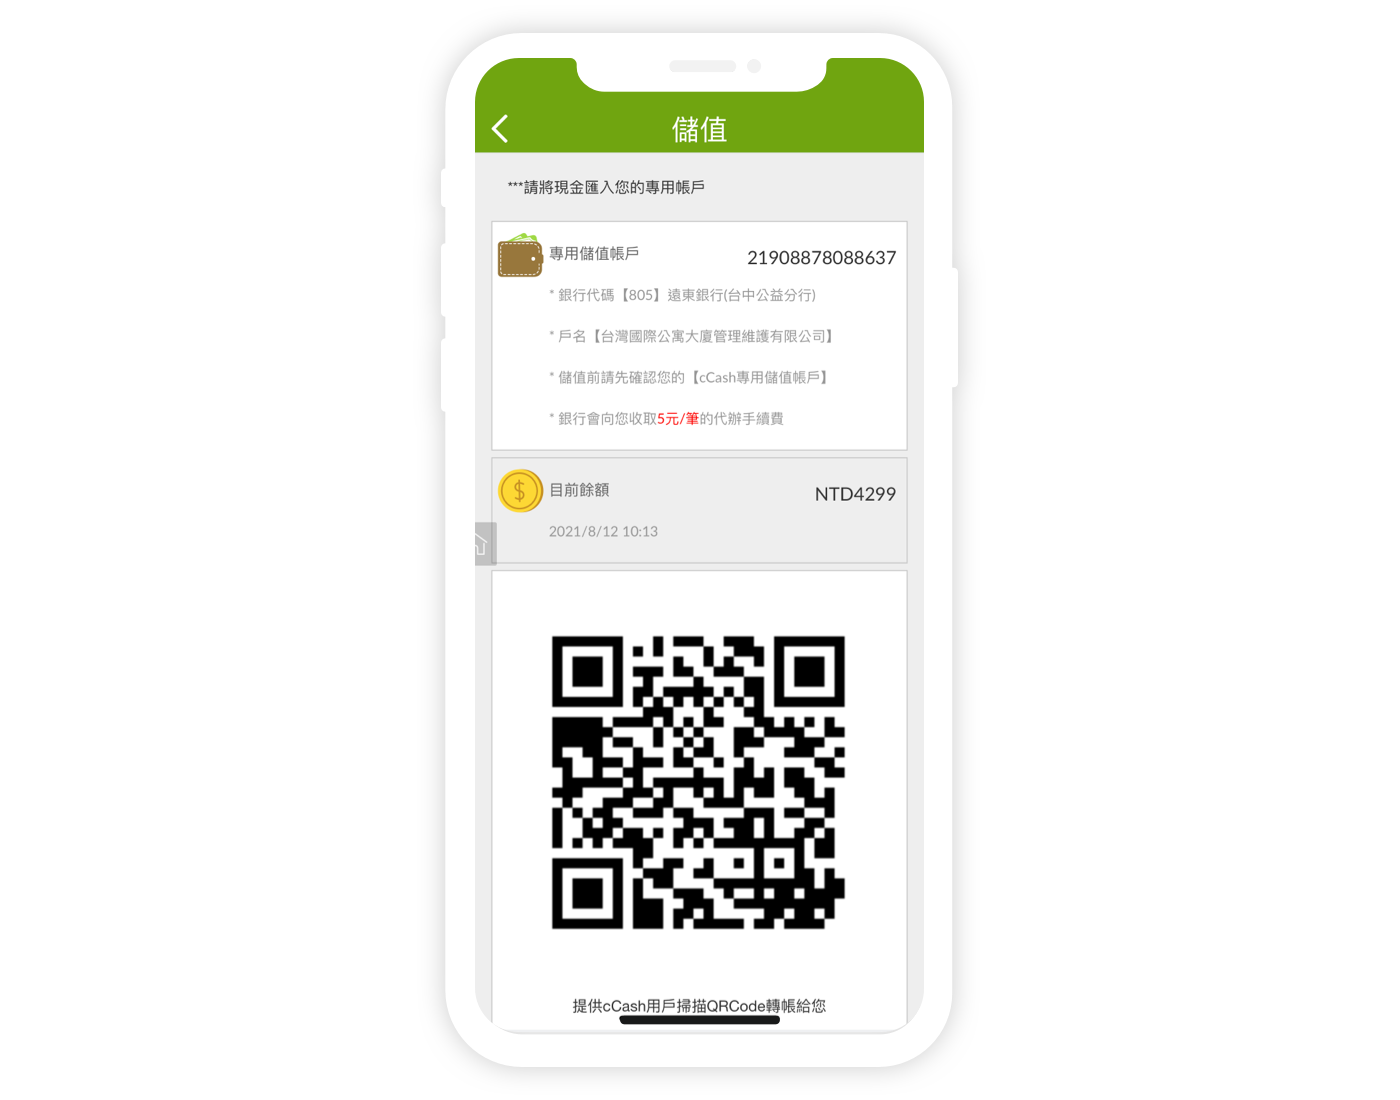 儲值
***請將現金匯入您的專用帳戶
專用儲值帳戶 21908878088637
* 銀行代碼【805】遠東銀行(台中公益分行)
* 戶名【台灣國際公寓大廈管理維護有限公司】
* 儲值前請先確認您的【cCash專用儲值帳戶】
* 銀行會向您收取5元/筆的代辦手續費
$
目前餘額 NTD4299
2021/8/12 10:13
提供cCash用戶掃描QRCode轉帳給您